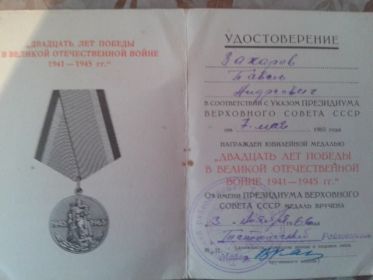 „ДВАДЦАТЬ ЛЕТ ПОБЕДЫ
В ВЕЛИКОЙ ОТЕЧЕСТВЕННОЙ ВОЙНЕ
1941—1945 гг.“
УДОСТОВЕРЕНИЕ
Захаров
Павел
Андреевич
В СООТВЕТСТВИИ С УКАЗОМ ПРЕЗИДИУМА
ВЕРХОВНОГО СОВЕТА СССР
от 7 мая 1965 года
НАГРАЖДЕН ЮБИЛЕЙНОЙ МЕДАЛЬЮ
„ДВАДЦАТЬ ЛЕТ ПОБЕДЫ
В ВЕЛИКОЙ ОТЕЧЕСТВЕННОЙ
ВОЙНЕ 1941—1945 гг.“
От имени ПРЕЗИДИУМА ВЕРХОВНОГО
СОВЕТА СССР МЕДАЛЬ ВРУЧЕНА
3